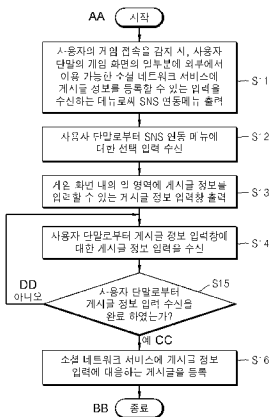 AA 시작
사용자의 게임 접속을 감지 시, 사용자
단말의 게임 화면의 일부분에 외부에서
이용 가능한 소셜 네트워크 서비스에
게시글 정보를 등록할 수 있는 입력을
수신하는 메뉴로써 SNS 연동메뉴 출력
S11
사용자 단말로부터 SNS 연동 메뉴에
대한 선택 입력 수신
S12
게임 화면 내의 일 영역에 게시글 정보를
입력할 수 있는 게시글 정보 입력창 출력
S13
사용자 단말로부터 게시글 정보 입력창에
대한 게시글 정보 입력을 수신
S14
DD
아니오
사용자 단말로부터
게시글 정보 입력 수신을
완료 하였는가?
S15
예 CC
소셜 네트워크 서비스에 게시글 정보
입력에 대응하는 게시글을 등록
S16
BB 종료